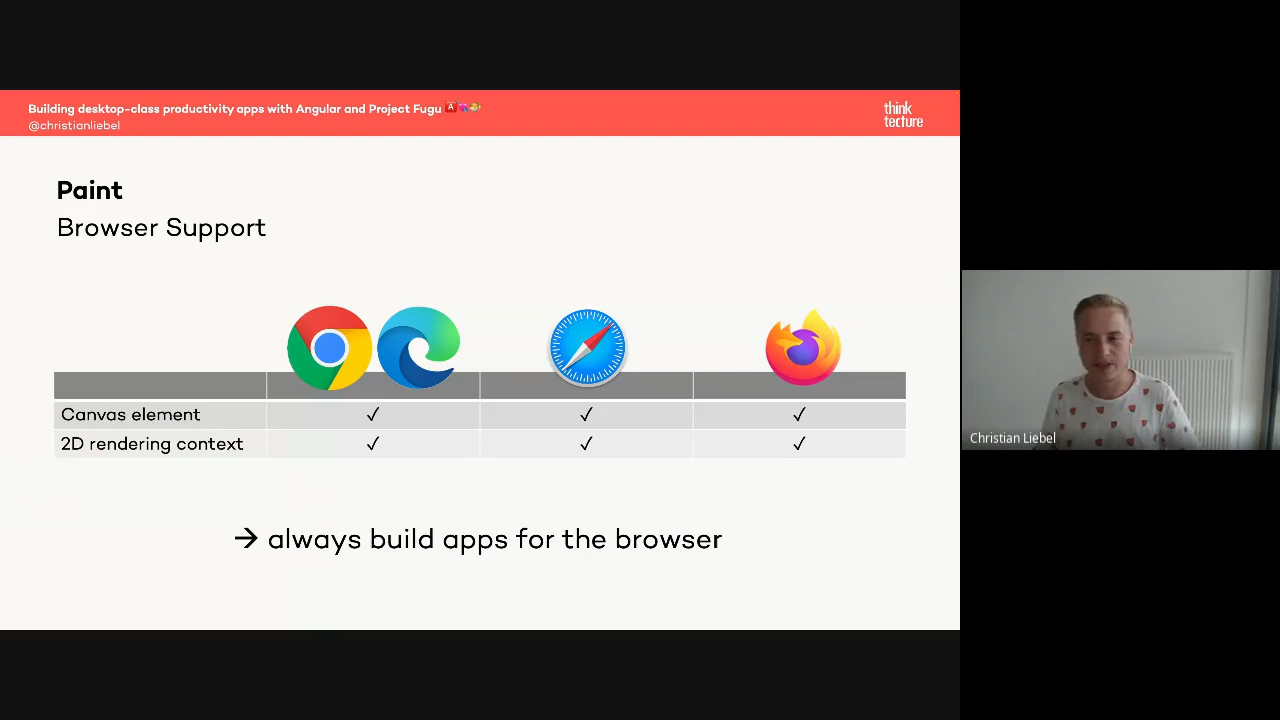 Building desktop-class productivity apps with Angular and Project Fugu 🅰️
@christianliebel
think
tecture
Paint
Browser Support
Canvas element ✓ ✓ ✓
2D rendering context ✓ ✓ ✓
→ always build apps for the browser
Christian Liebel